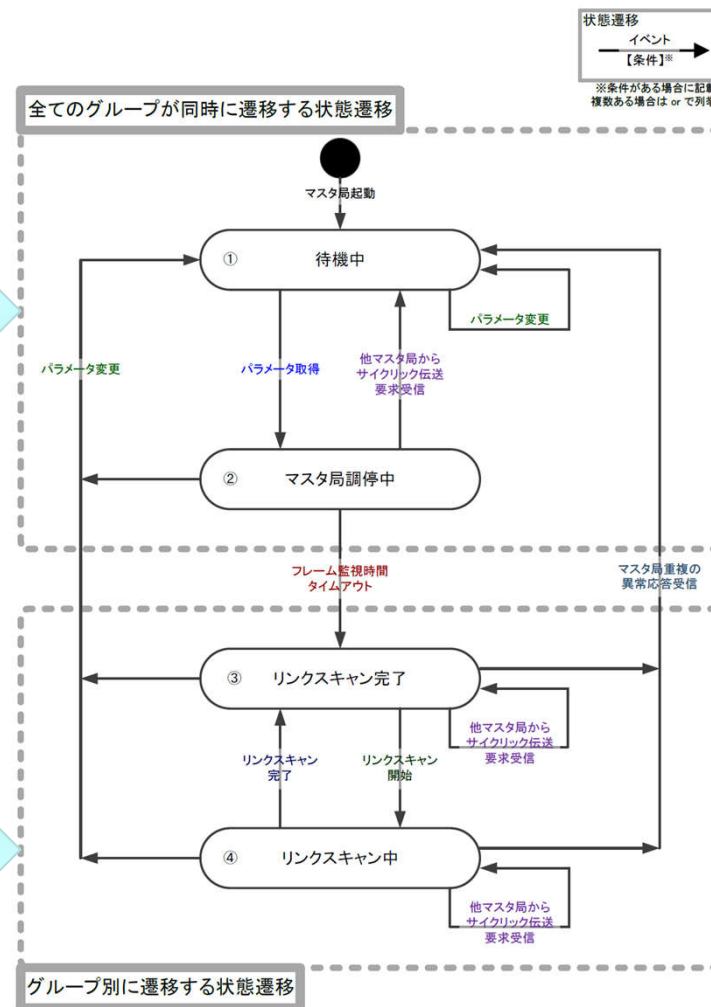 状態遷移
イベント
【条件】※
※条件がある場合に記載
複数ある場合は or で列挙
全てのグループが同時に遷移する状態遷移
マスタ局起動
① 待機中
パラメータ変更
パラメータ変更
パラメータ取得
他マスタ局から
サイクリック伝送
要求受信
② マスタ局調停中
フレーム監視時間
タイムアウト
マスタ局重複の
異常応答受信
③ リンクスキャン完了
他マスタ局から
サイクリック伝送
要求受信
リンクスキャン
完了
リンクスキャン
開始
④ リンクスキャン中
他マスタ局から
サイクリック伝送
要求受信
グループ別に遷移する状態遷移